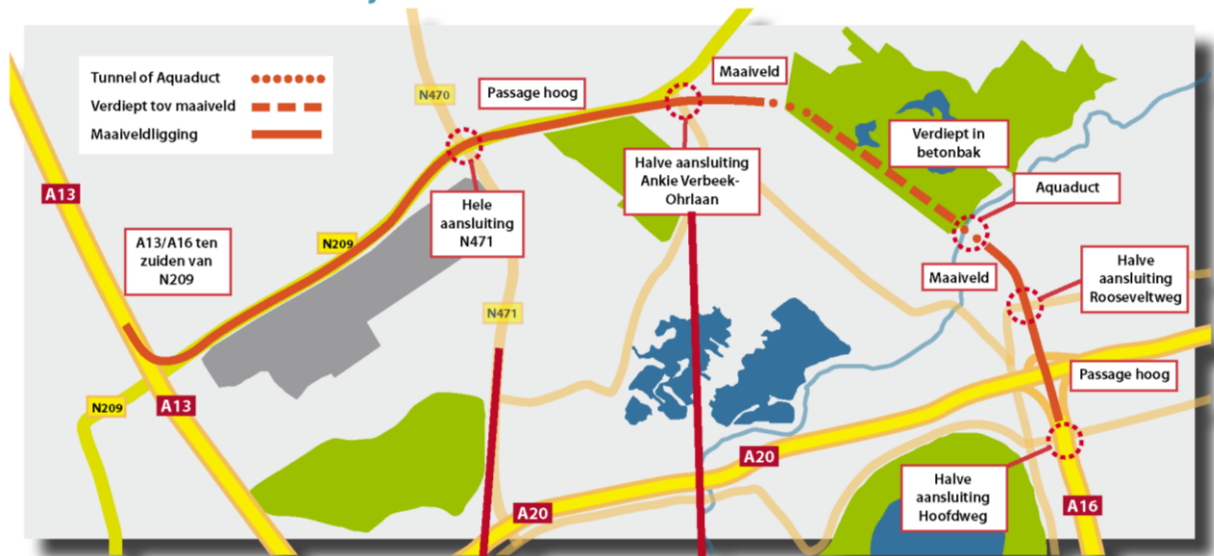 Tunnel of Aquaduct
Verdiept tov maaiveld
Maaiveldligging
N470
Passage hoog
Maaiveld
Verdiept in
betonbak
Halve aansluiting
Ankie Verbeek-
Ohrlaan
Aquaduct
A13
Hele
aansluiting
N471
N209
A13/A16 ten
zuiden van
N209
Maaiveld
Halve
aansluiting
Rooseveltweg
N471
Passage hoog
N209
A13
A20
Halve
aansluiting
Hoofdweg
A20
A16